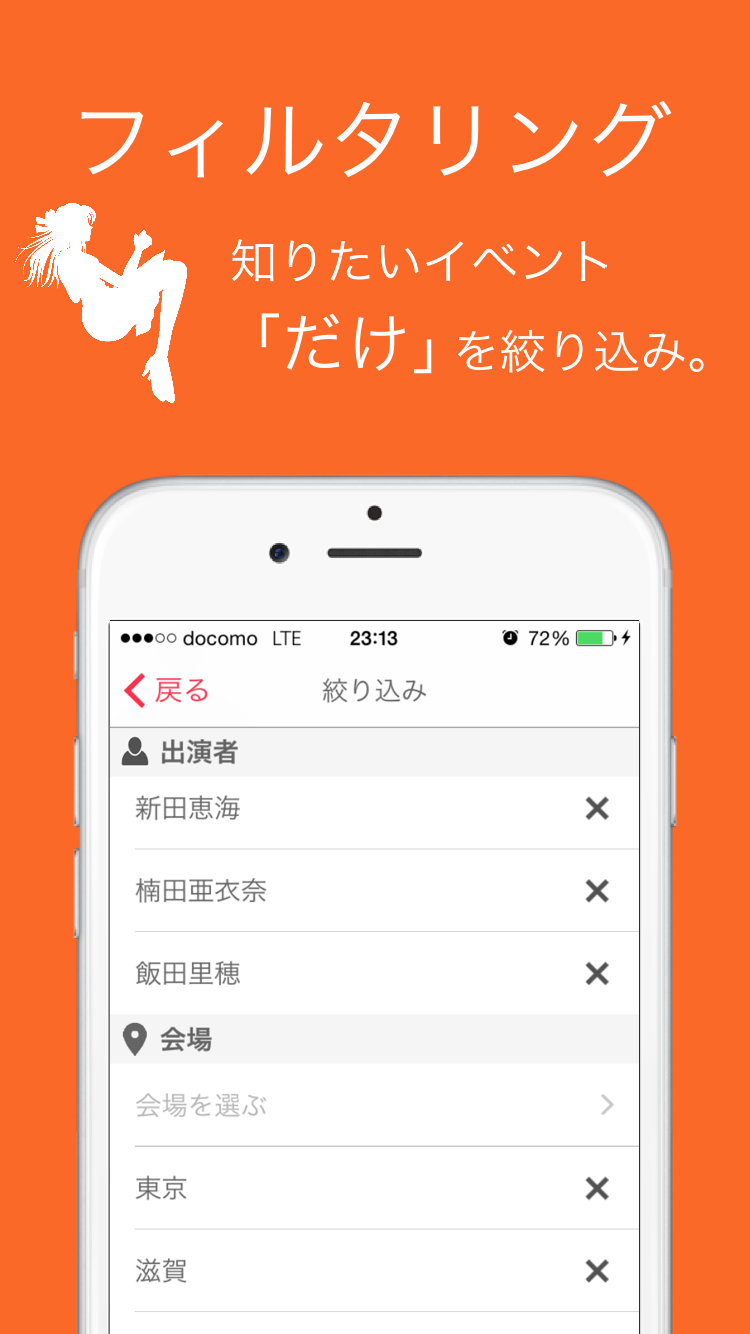 フィルタリング
知りたいイベント
「だけ」を絞り込み。
docomo LTE 23:13 72%
戻る 絞り込み
出演者
新田恵海
楠田亜衣奈
飯田里穂
会場
会場を選ぶ
東京
滋賀